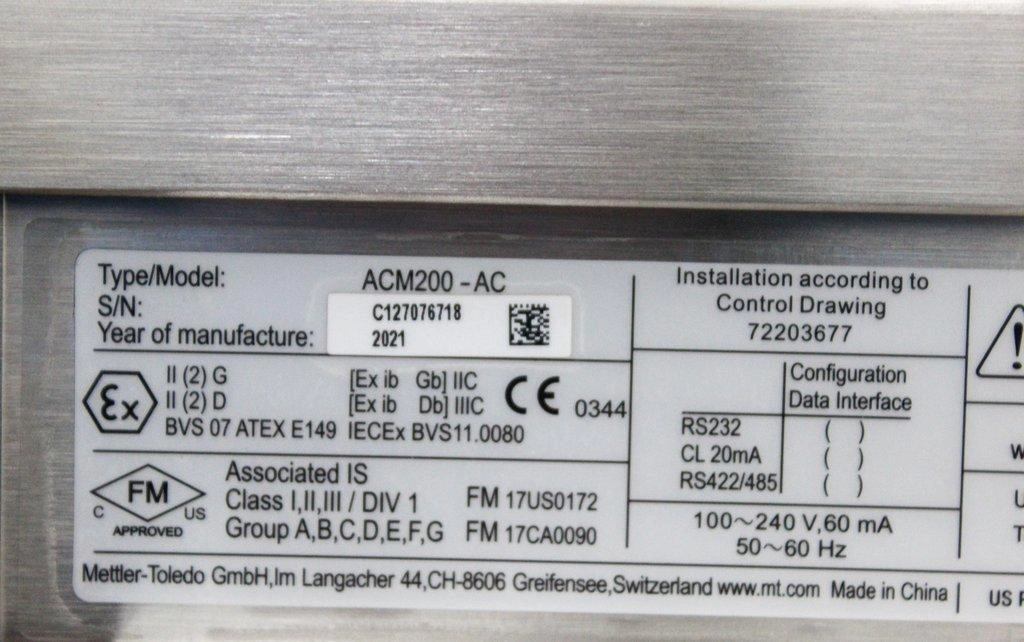 Type/Model: ACM200-AC
S/N: C127076718
Year of manufacture: 2021
Installation according to
Control Drawing
72203677
Ex
II (2) G [Ex ib Gb] IIC
II (2) D [Ex ib Db] IIIC
CE 0344
BVS 07 ATEX E149 IECEx BVS11.0080
Configuration
Data Interface
RS232 ( )
CL 20mA ( )
RS422/485 ( )
C FM US
APPROVED
Associated IS
Class I,II,III / DIV 1 FM 17US0172
Group A,B,C,D,E,F,G FM 17CA0090
100~240 V,60 mA
50~60 Hz
Mettler-Toledo GmbH,Im Langacher 44,CH-8606 Greifensee,Switzerland www.mt.com Made in China
US